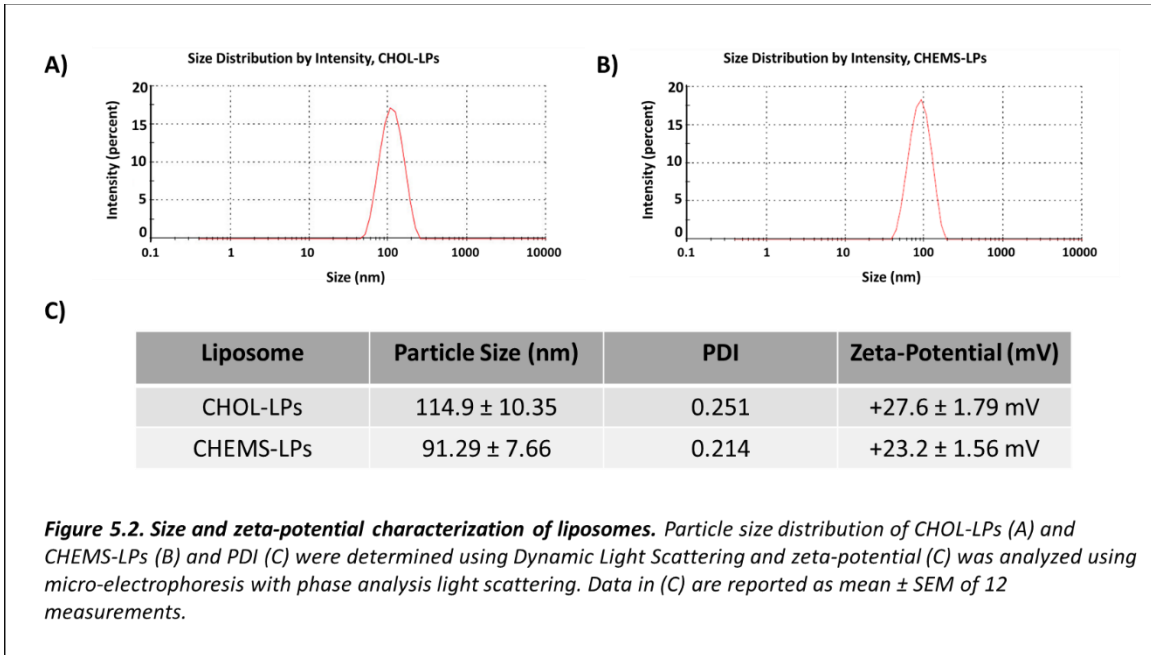 A)
Size Distribution by Intensity, CHOL-LPs
Intensity (percent)
20
15
10
5
0
0.1 1 10 100 1000 10000
Size (nm)
B)
Size Distribution by Intensity, CHEMS-LPs
Intensity (percent)
20
15
10
5
0
0.1 1 10 100 1000 10000
Size (nm)
C)
Liposome Particle Size (nm) PDI Zeta-Potential (mV)
CHOL-LPs 114.9 ± 10.35 0.251 +27.6 ± 1.79 mV
CHEMS-LPs 91.29 ± 7.66 0.214 +23.2 ± 1.56 mV
Figure 5.2. Size and zeta-potential characterization of liposomes. Particle size distribution of CHOL-LPs (A) and
CHEMS-LPs (B) and PDI (C) were determined using Dynamic Light Scattering and zeta-potential (C) was analyzed using
micro-electrophoresis with phase analysis light scattering. Data in (C) are reported as mean ± SEM of 12
measurements.